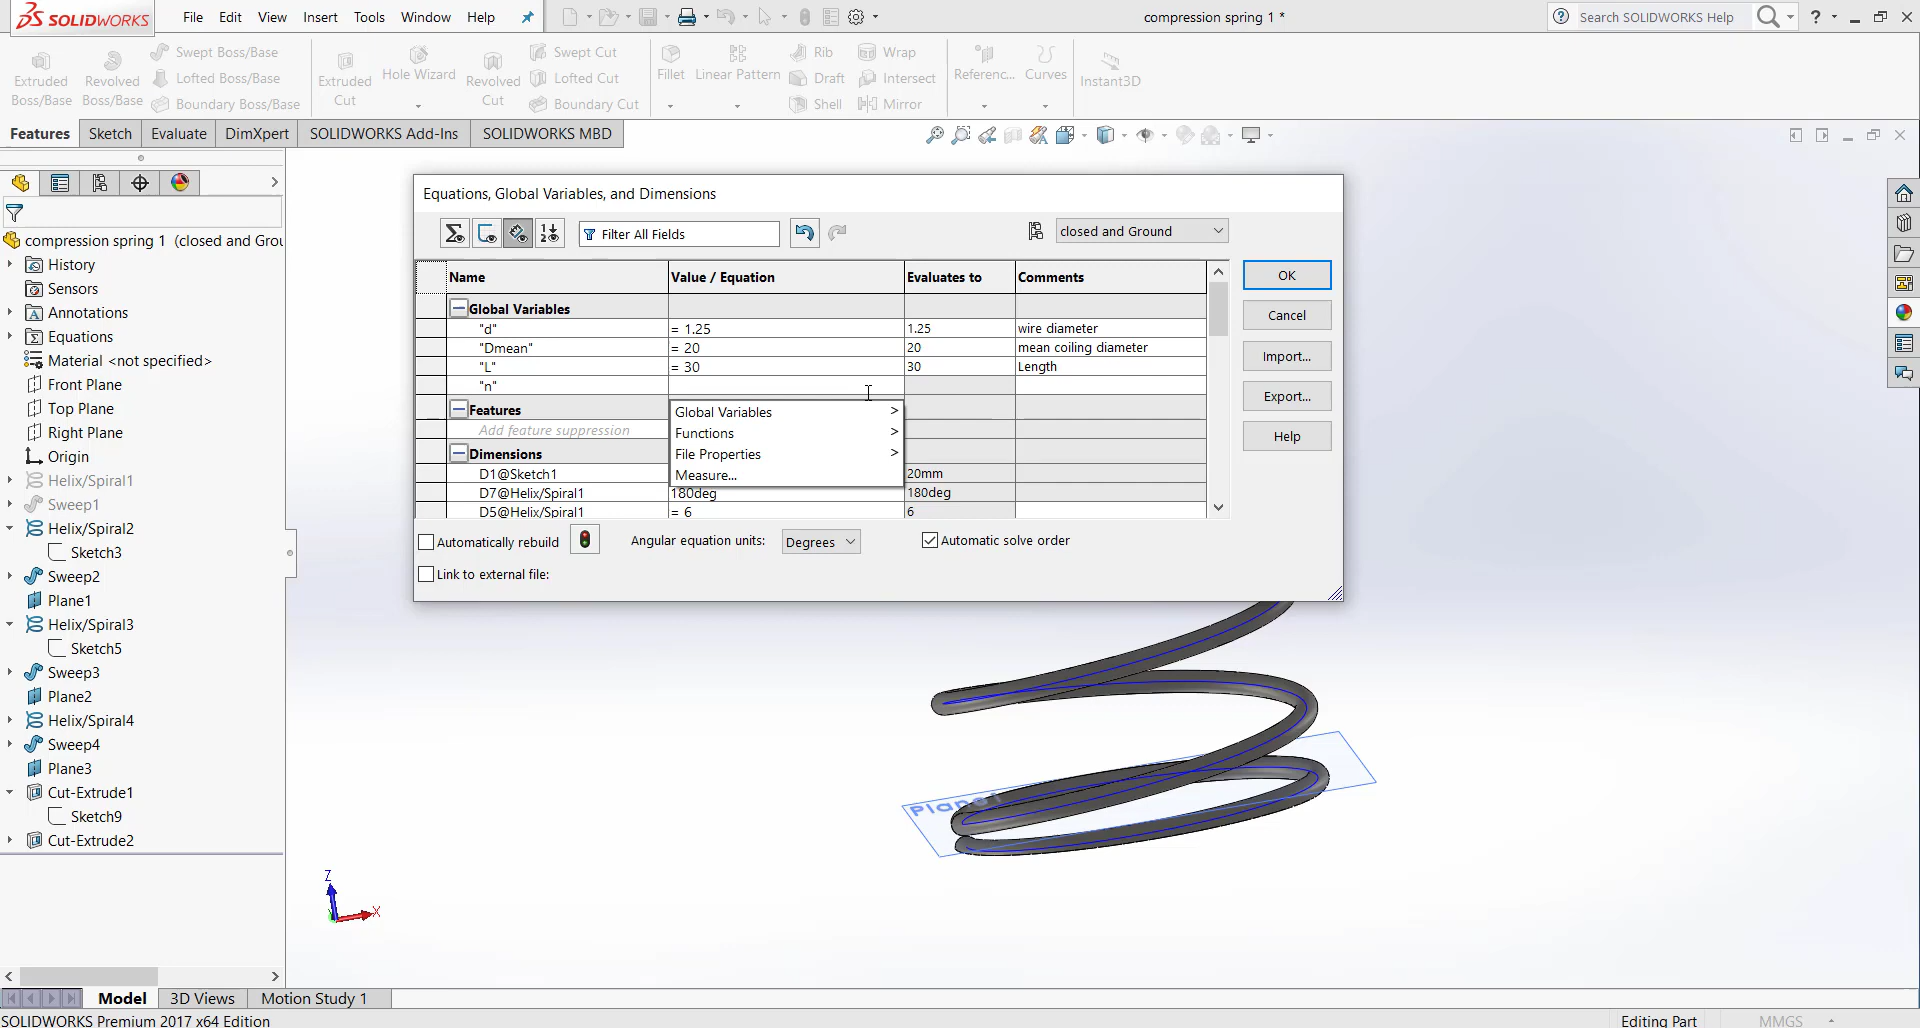 SOLIDWORKS
File Edit View Insert Tools Window Help
compression spring 1 *
Search SOLIDWORKS Help
?
Extruded Boss/Base
Revolved Boss/Base
Swept Boss/Base
Lofted Boss/Base
Boundary Boss/Base
Extruded Cut
Hole Wizard
Revolved Cut
Swept Cut
Lofted Cut
Boundary Cut
Fillet
Linear Pattern
Rib
Draft
Shell
Wrap
Intersect
Mirror
Referenc...
Curves
Instant3D
Features Sketch Evaluate DimXpert SOLIDWORKS Add-Ins SOLIDWORKS MBD
compression spring 1 (closed and Grou
History
Sensors
Annotations
Equations
Material <not specified>
Front Plane
Top Plane
Right Plane
Origin
Helix/Spiral1
Sweep1
Helix/Spiral2
Sketch3
Sweep2
Plane1
Helix/Spiral3
Sketch5
Sweep3
Plane2
Helix/Spiral4
Sweep4
Plane3
Cut-Extrude1
Sketch9
Cut-Extrude2
Equations, Global Variables, and Dimensions
Filter All Fields
closed and Ground
Name Value / Equation Evaluates to Comments
Global Variables
"d" = 1.25 1.25 wire diameter
"Dmean" = 20 20 mean coiling diameter
"L" = 30 30 Length
"n"
Features
Add feature suppression
Dimensions
D1@Sketch1 20mm
D7@Helix/Spiral1 180deg 180deg
D5@Helix/Spiral1 = 6 6
Global Variables >
Functions >
File Properties >
Measure...
OK
Cancel
Import...
Export...
Help
Automatically rebuild
Angular equation units: Degrees
Automatic solve order
Link to external file:
Plane1
Z
X
Model 3D Views Motion Study 1
SOLIDWORKS Premium 2017 x64 Edition
Editing Part
MMGS